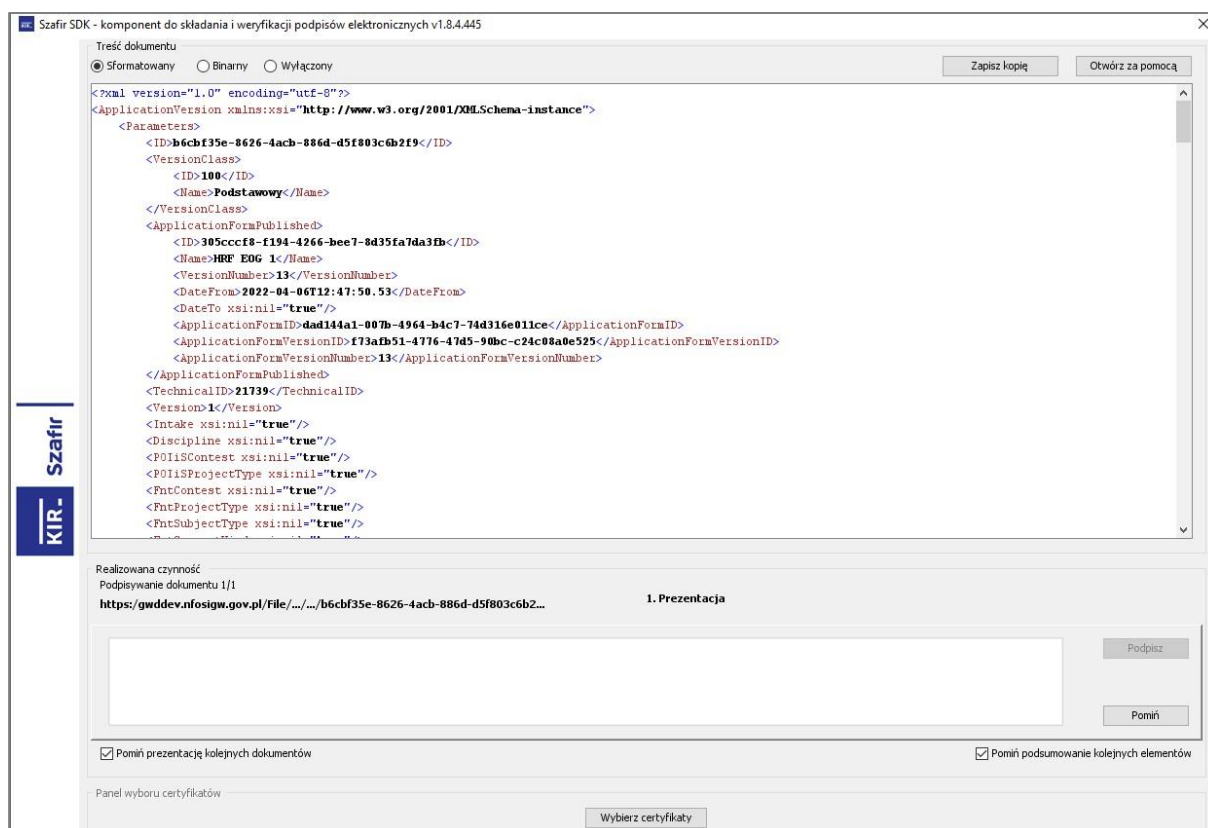 Szafir SDK - komponent do składania i weryfikacji podpisów elektronicznych v1.8.4.445
Treść dokumentu
Sformatowany Binarny Wyłączony Zapisz kopię Otwórz za pomocą
<?xml version="1.0" encoding="utf-8"?>
<ApplicationVersion xmlns:xsi="http://www.w3.org/2001/XMLSchema-instance">
<Parameters>
<ID>b6cbf35e-8626-4acb-886d-d5f803c6b2f9</ID>
<VersionClass>
<ID>100</ID>
<Name>Podstawowy</Name>
</VersionClass>
<ApplicationFormPublished>
<ID>305cccf8-f194-4266-bee7-8d35fa7da3fb</ID>
<Name>HRF EOG 1</Name>
<VersionNumber>13</VersionNumber>
<DateFrom>2022-04-06T12:47:50.53</DateFrom>
<DateTo xsi:nil="true"/>
<ApplicationFormID>dad144a1-007b-4964-b4c7-74d316e011ce</ApplicationFormID>
<ApplicationFormVersionID>f73afb51-4776-47d5-90bc-c24c08a0e525</ApplicationFormVersionID>
<ApplicationFormVersionNumber>13</ApplicationFormVersionNumber>
</ApplicationFormPublished>
<TechnicalID>21739</TechnicalID>
<Version>1</Version>
<Intake xsi:nil="true"/>
<Discipline xsi:nil="true"/>
<POIiSContest xsi:nil="true"/>
<POIiSProjectType xsi:nil="true"/>
<FntContest xsi:nil="true"/>
<FntProjectType xsi:nil="true"/>
<FntSubjectType xsi:nil="true"/>
KIR. Szafir
Realizowana czynność
Podpisywanie dokumentu 1/1
https:/gwddev.nfosigw.gov.pl/File/.../.../b6cbf35e-8626-4acb-886d-d5f803c6b2... 1. Prezentacja
Podpisz
Pomiń
Pomiń prezentację kolejnych dokumentów Pomiń podsumowanie kolejnych elementów
Panel wyboru certyfikatów
Wybierz certyfikaty